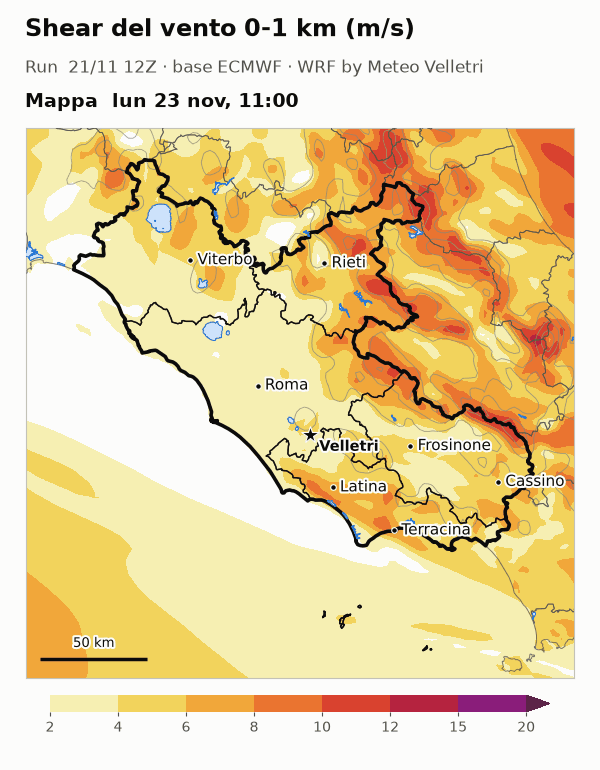 Shear del vento 0-1 km (m/s)
Run  21/11 12Z · base ECMWF · WRF by Meteo Velletri
Mappa  lun 23 nov, 11:00
Viterbo
Rieti
Roma
Velletri
Frosinone
Cassino
Latina
Terracina
50 km
2 4 6 8 10 12 15 20